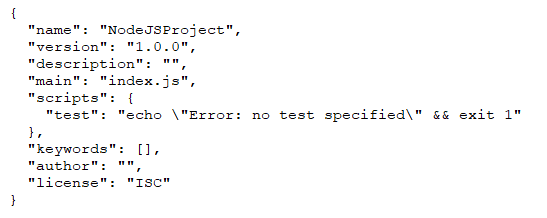 {
"name": "NodeJSProject",
"version": "1.0.0",
"description": "",
"main": "index.js",
"scripts": {
"test": "echo \"Error: no test specified\" && exit 1"
},
"keywords": [],
"author": "",
"license": "ISC"
}